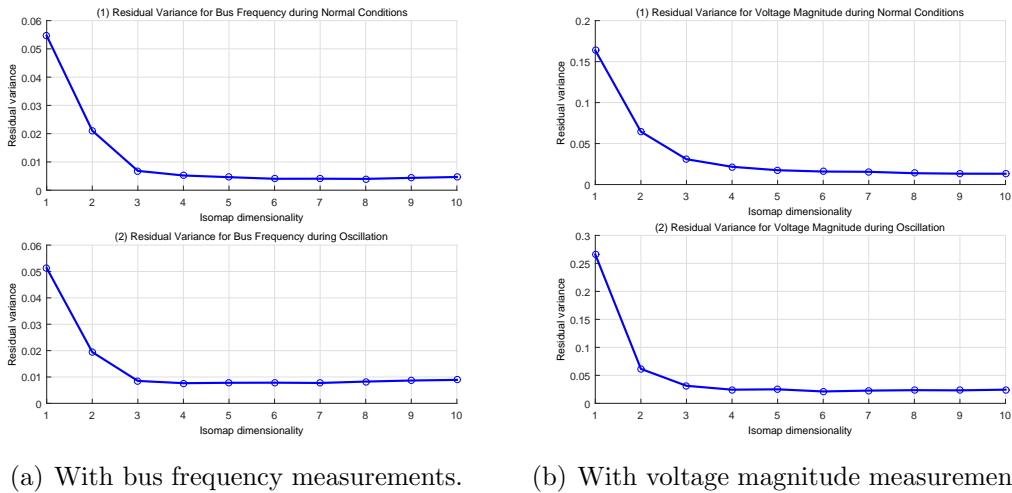 (1) Residual Variance for Bus Frequency during Normal Conditions
0.06
0.05
0.04
0.03
0.02
0.01
0
Residual variance
1 2 3 4 5 6 7 8 9 10
Isomap dimensionality
(2) Residual Variance for Bus Frequency during Oscillation
0.06
0.05
0.04
0.03
0.02
0.01
0
Residual variance
1 2 3 4 5 6 7 8 9 10
Isomap dimensionality
(a) With bus frequency measurements.
(1) Residual Variance for Voltage Magnitude during Normal Conditions
0.2
0.15
0.1
0.05
0
Residual variance
1 2 3 4 5 6 7 8 9 10
Isomap dimensionality
(2) Residual Variance for Voltage Magnitude during Oscillation
0.3
0.25
0.2
0.15
0.1
0.05
0
Residual variance
1 2 3 4 5 6 7 8 9 10
Isomap dimensionality
(b) With voltage magnitude measuremen